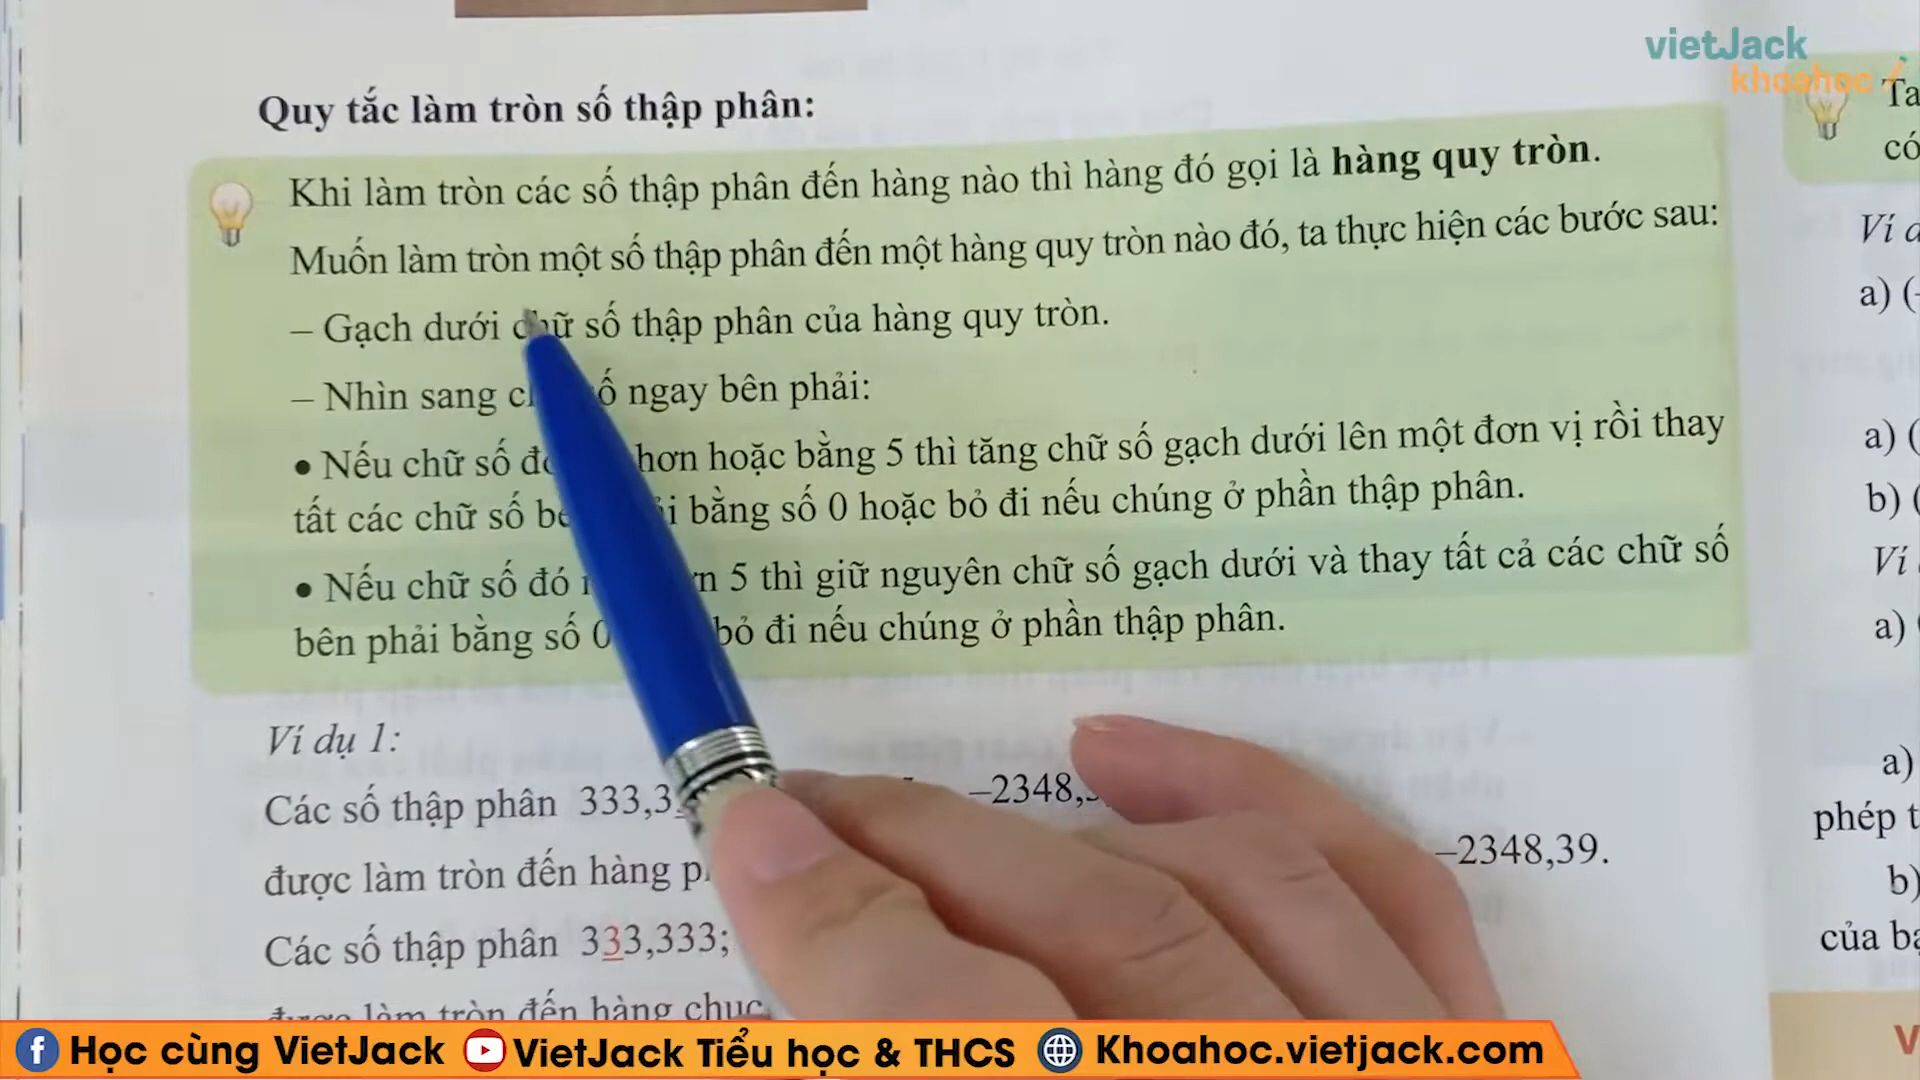 vietJack
khoahoc
Quy tắc làm tròn số thập phân:
Khi làm tròn các số thập phân đến hàng nào thì hàng đó gọi là hàng quy tròn.
Muốn làm tròn một số thập phân đến một hàng quy tròn nào đó, ta thực hiện các bước sau:
– Gạch dưới chữ số thập phân của hàng quy tròn.
– Nhìn sang ngay bên phải:
• Nếu chữ số hơn hoặc bằng 5 thì tăng chữ số gạch dưới lên một đơn vị rồi thay
tất các chữ số bằng số 0 hoặc bỏ đi nếu chúng ở phần thập phân.
• Nếu chữ số đó 5 thì giữ nguyên chữ số gạch dưới và thay tất cả các chữ số
bên phải bằng số 0 bỏ đi nếu chúng ở phần thập phân.
Ví dụ 1:
Các số thập phân 333,3 –2348,
được làm tròn đến hàng –2348,39.
Các số thập phân 333,333;
được làm tròn đến hàng chục
Ta
có
Ví
a) (
a) (
b) (
Ví
a)
a)
phép
b)
của
Học cùng VietJack VietJack Tiểu học & THCS Khoahoc.vietjack.com